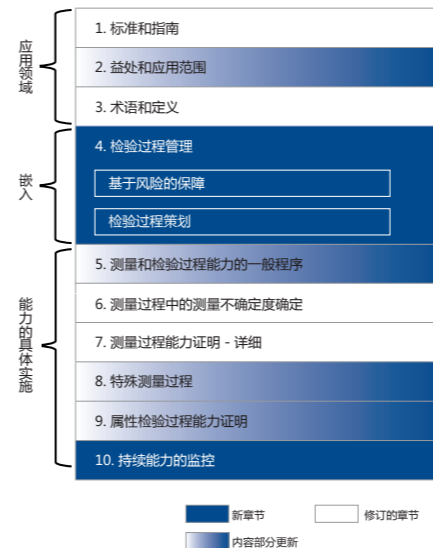 应用领域
1. 标准和指南
2. 益处和应用范围
3. 术语和定义
嵌入
4. 检验过程管理
基于风险的保障
检验过程策划
能力的具体实施
5. 测量和检验过程能力的一般程序
6. 测量过程中的测量不确定度确定
7. 测量过程能力证明 - 详细
8. 特殊测量过程
9. 属性检验过程能力证明
10. 持续能力的监控
新章节
修订的章节
内容部分更新